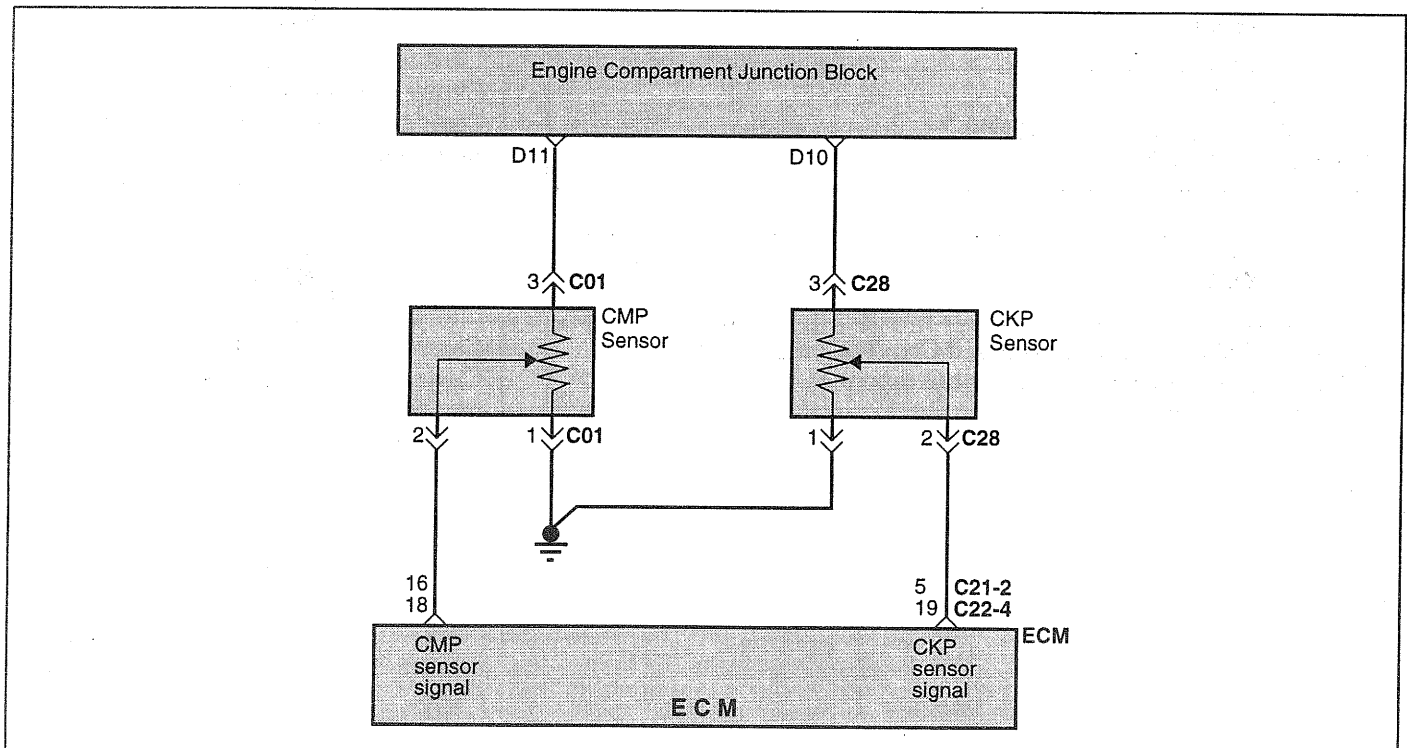 Engine Compartment Junction Block
D11
D10
3 C01
3 C28
CMP
Sensor
CKP
Sensor
2
1 C01
1
2 C28
16
18
5 C21-2
19 C22-4
ECM
CMP
sensor
signal
CKP
sensor
signal
E C M